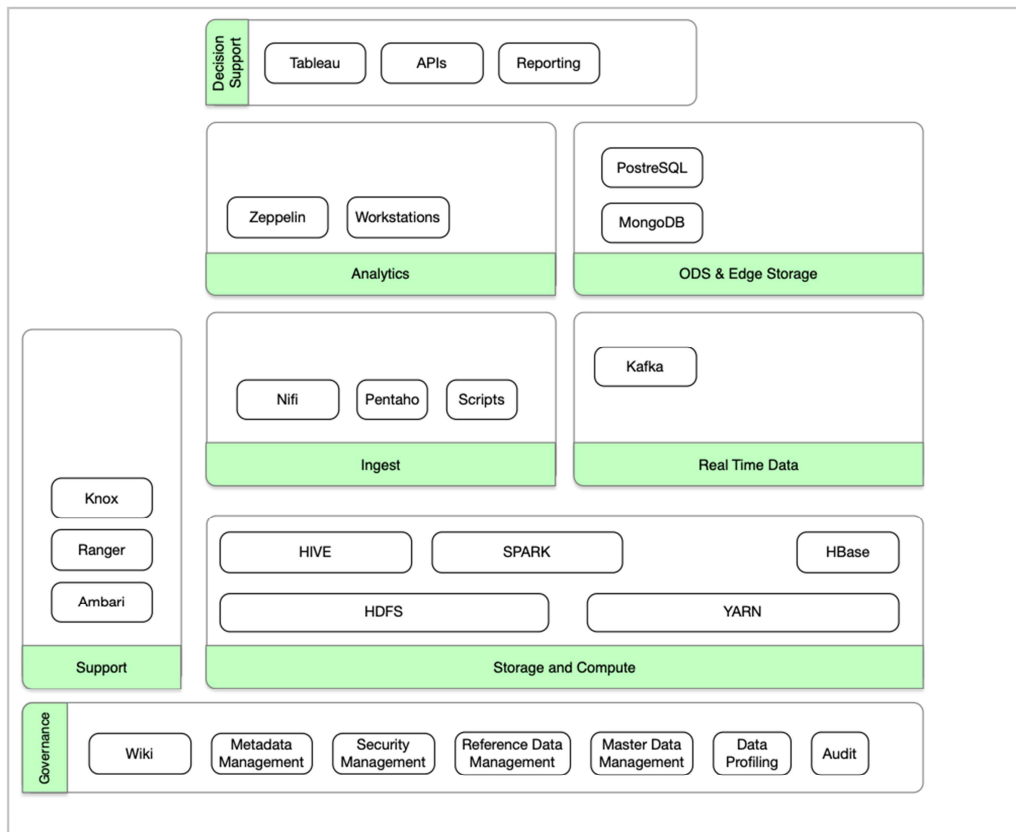 Decision
Support
Tableau
APIs
Reporting
Zeppelin
Workstations
Analytics
PostreSQL
MongoDB
ODS & Edge Storage
Nifi
Pentaho
Scripts
Ingest
Kafka
Real Time Data
Knox
Ranger
Ambari
Support
HIVE
SPARK
HBase
HDFS
YARN
Storage and Compute
Governance
Wiki
Metadata
Management
Security
Management
Reference Data
Management
Master Data
Management
Data
Profiling
Audit